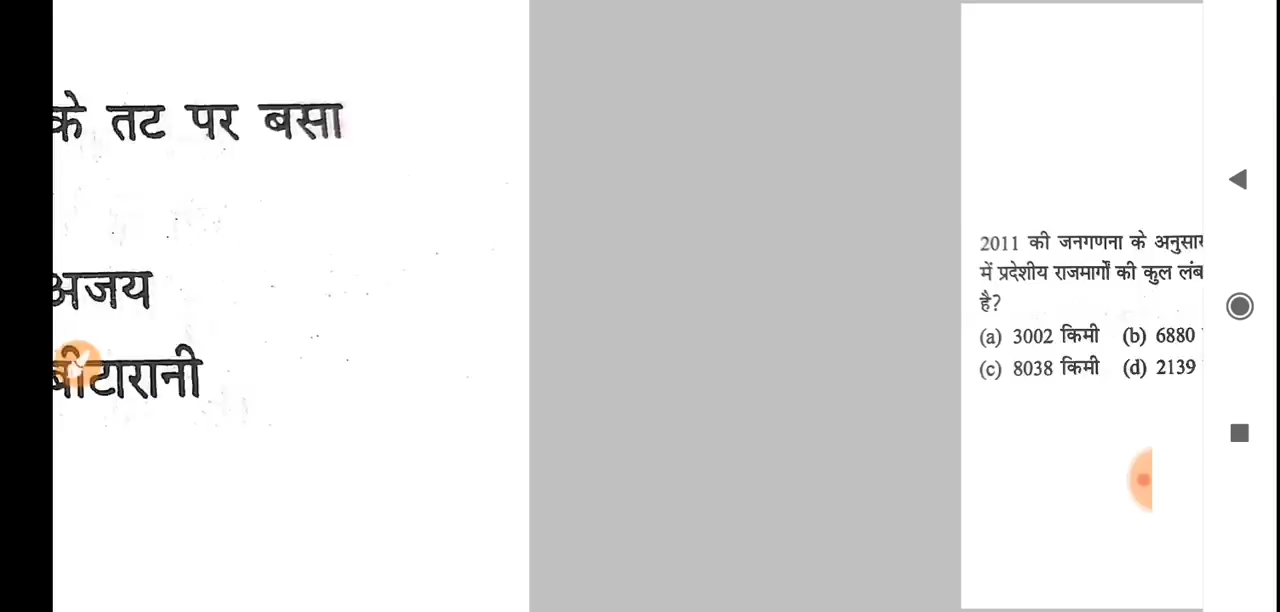 के तट पर बसा
अजय
बीटारानी
2011 की जनगणना के अनुसार
में प्रदेशीय राजमार्गों की कुल
है?
(a) 3002 किमी (b) 6880
(c) 8038 किमी (d) 2139